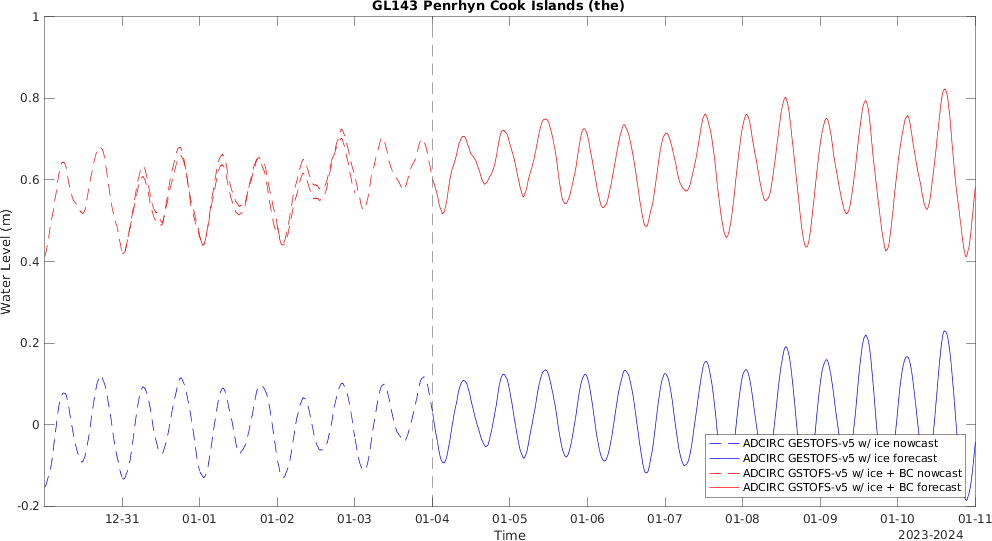 GL143 Penrhyn Cook Islands (the)
1
0.8
0.6
0.4
0.2
0
-0.2
Water Level (m)
ADCIRC GESTOFS-v5 w/ ice nowcast
ADCIRC GESTOFS-v5 w/ ice forecast
ADCIRC GSTOFS-v5 w/ ice + BC nowcast
ADCIRC GSTOFS-v5 w/ ice + BC forecast
12-31 01-01 01-02 01-03 01-04 01-05 01-06 01-07 01-08 01-09 01-10 01-11
Time
2023-2024